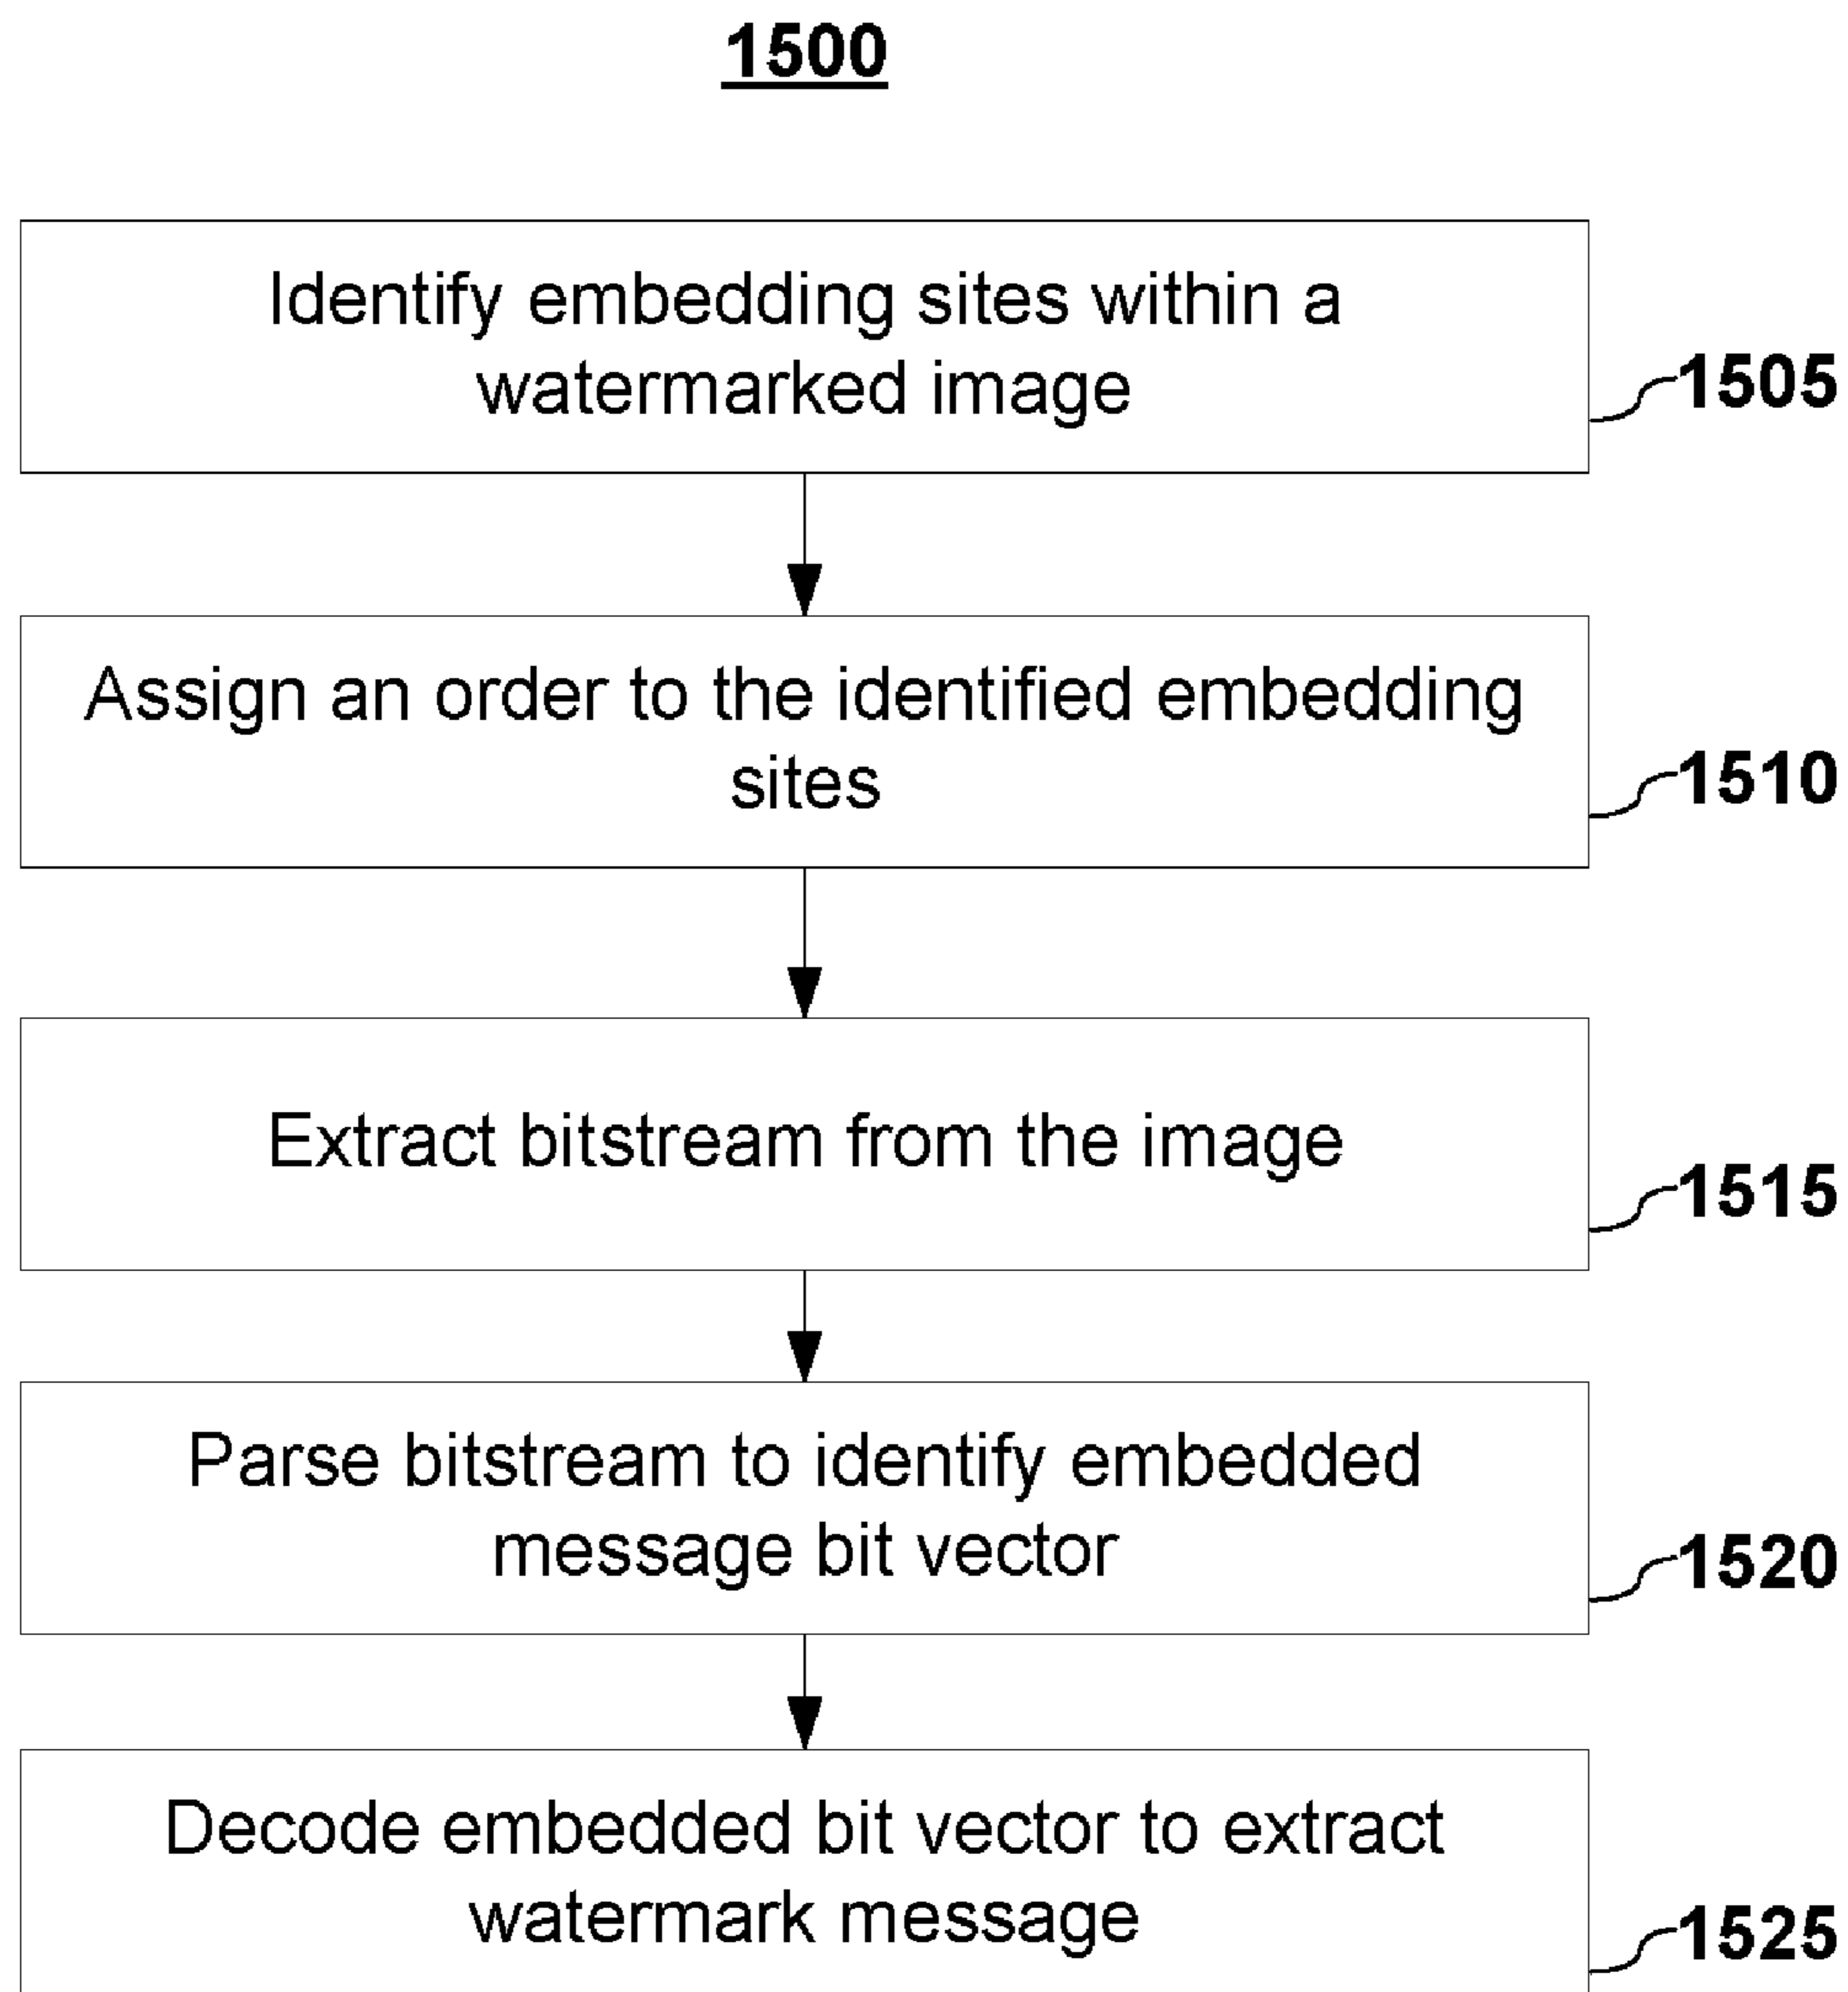 1500
Identify embedding sites within a
watermarked image
1505
Assign an order to the identified embedding
sites
1510
Extract bitstream from the image
1515
Parse bitstream to identify embedded
message bit vector
1520
Decode embedded bit vector to extract
watermark message
1525